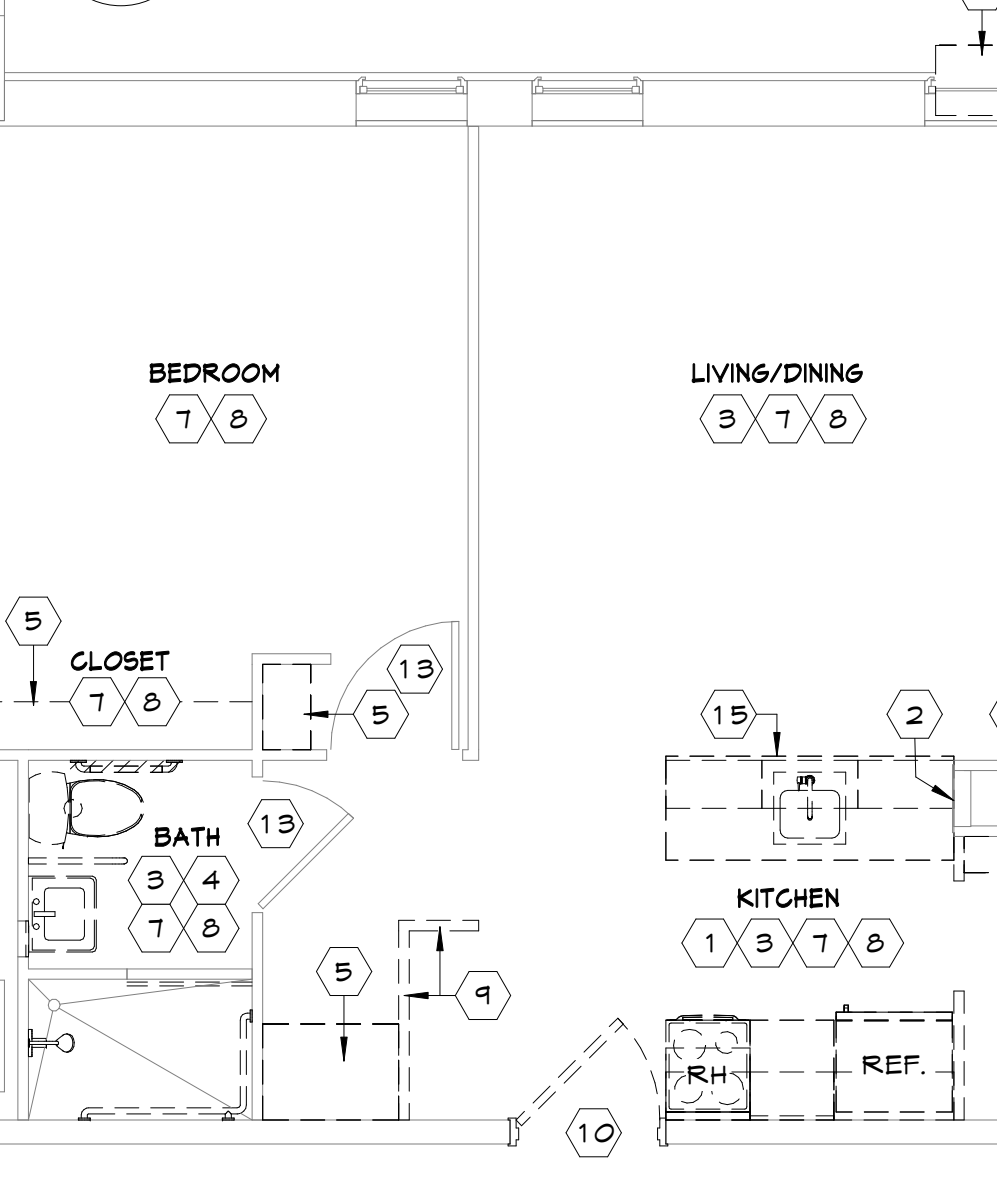 BEDROOM
7 8
LIVING/DINING
3 7 8
5
CLOSET
7 8
13
5
15
2
13
BATH
3 4
7 8
KITCHEN
1 3 7 8
5
9
RH
REF.
10